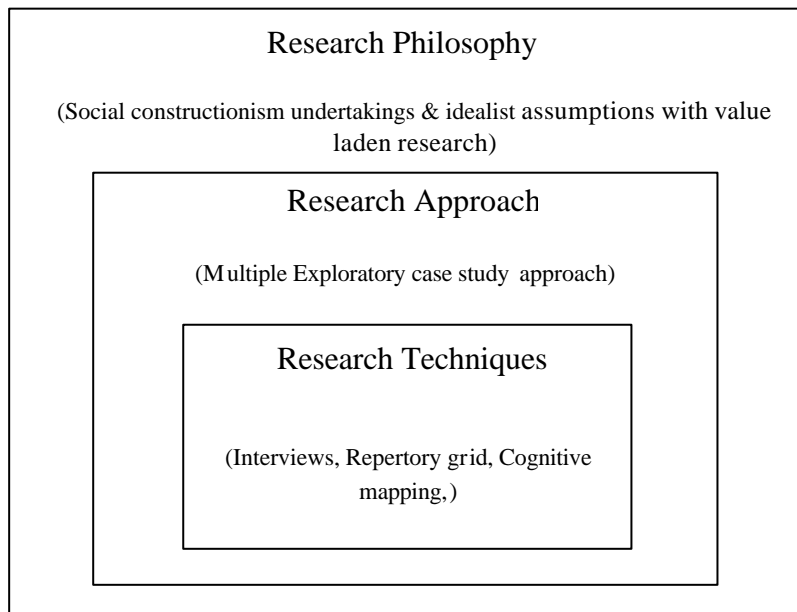 Research Philosophy
(Social constructionism undertakings & idealist assumptions with value
laden research)
Research Approach
(Multiple Exploratory case study approach)
Research Techniques
(Interviews, Repertory grid, Cognitive
mapping,)